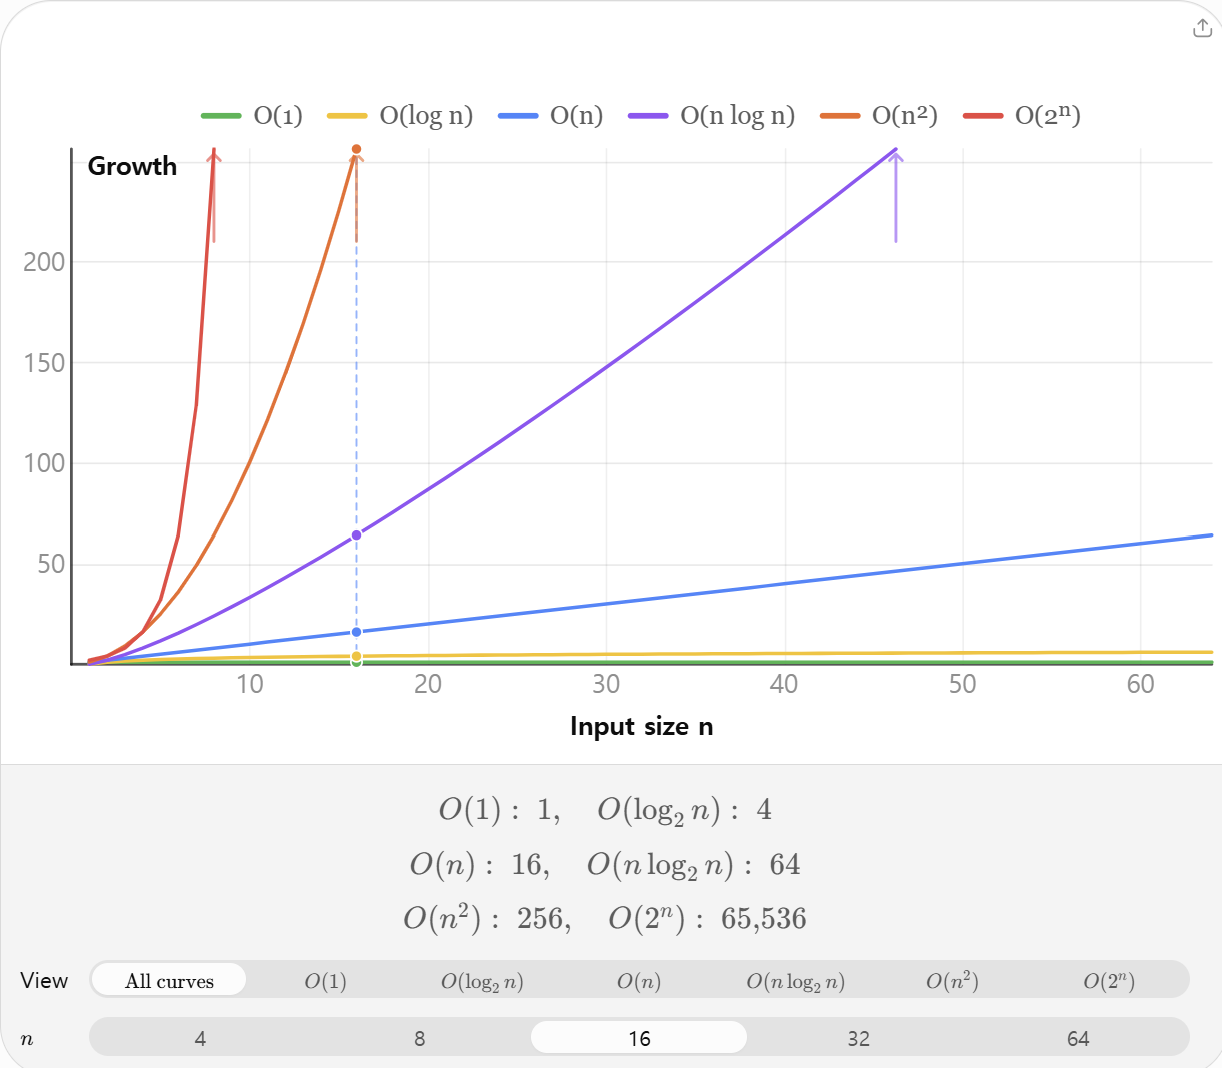 O(1) O(log n) O(n) O(n log n) O(n²) O(2ⁿ)
Growth
200
150
100
50
10 20 30 40 50 60
Input size n
O(1) : 1, O(log₂ n) : 4
O(n) : 16, O(n log₂ n) : 64
O(n²) : 256, O(2ⁿ) : 65,536
View All curves O(1) O(log₂ n) O(n) O(n log₂ n) O(n²) O(2ⁿ)
n 4 8 16 32 64